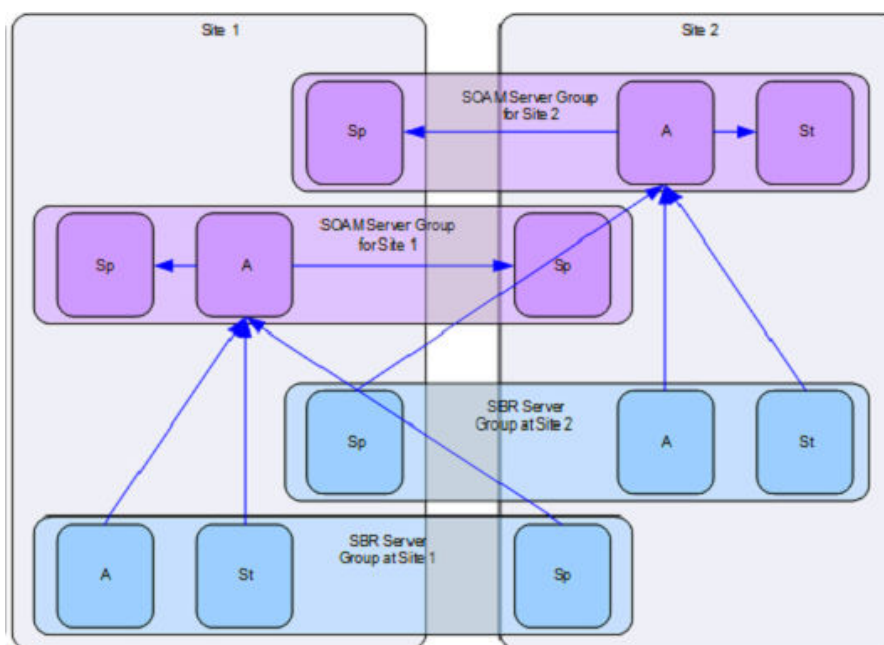 Site 1
Site 2
SOAM Server Group
for Site 2
Sp
A
St
SOAM Server Group
for Site 1
Sp
A
Sp
SBR Server
Group at Site 2
Sp
A
St
SBR Server
Group at Site 1
A
St
Sp